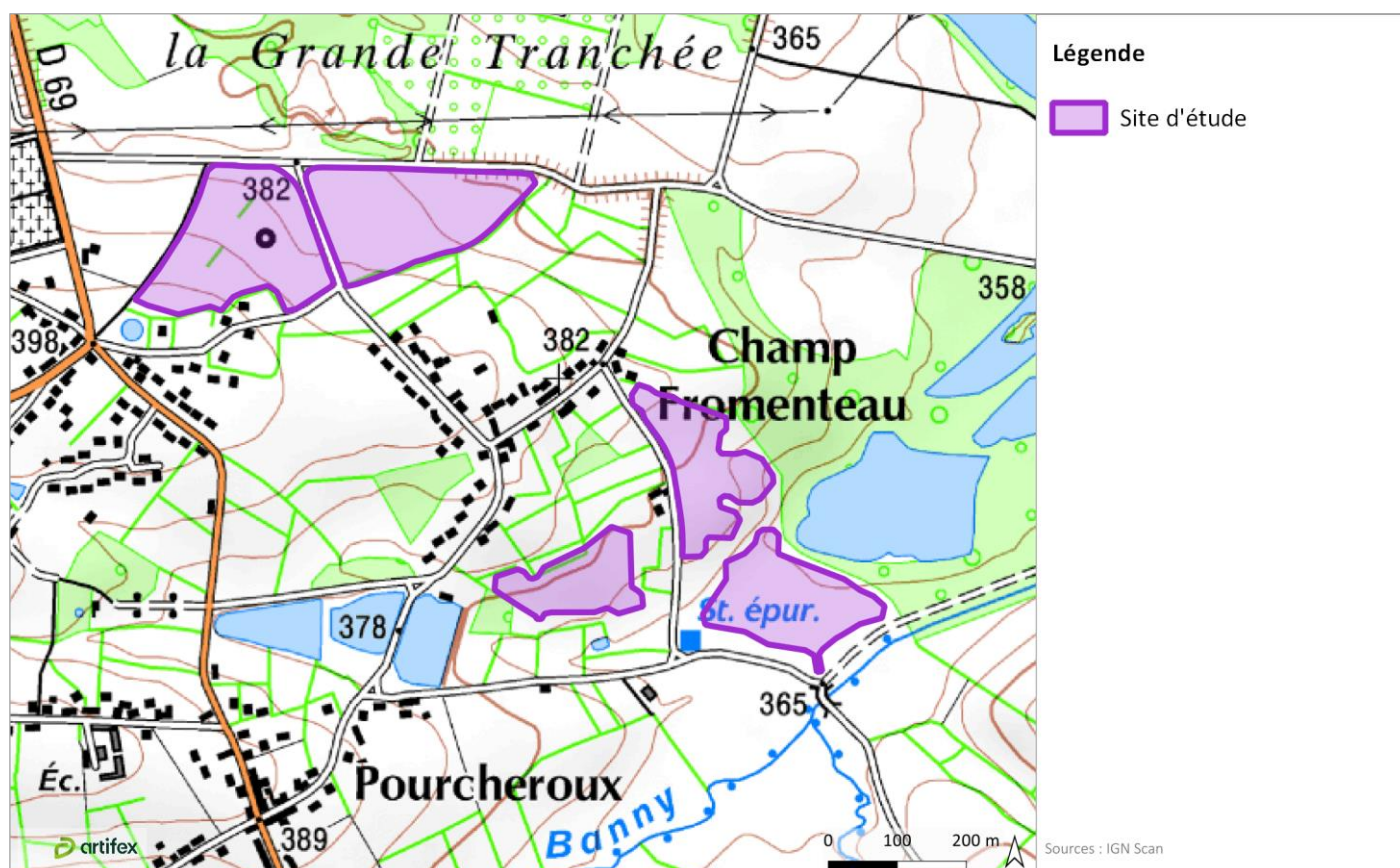 la Grande Tranchée
365
D 69
382
358
398
382
Champ
Fromenteau
378
St. épur.
365
Éc.
Pourcheroux
Banny
389
artifex
0 100 200 m
Légende
Site d'étude
Sources : IGN Scan